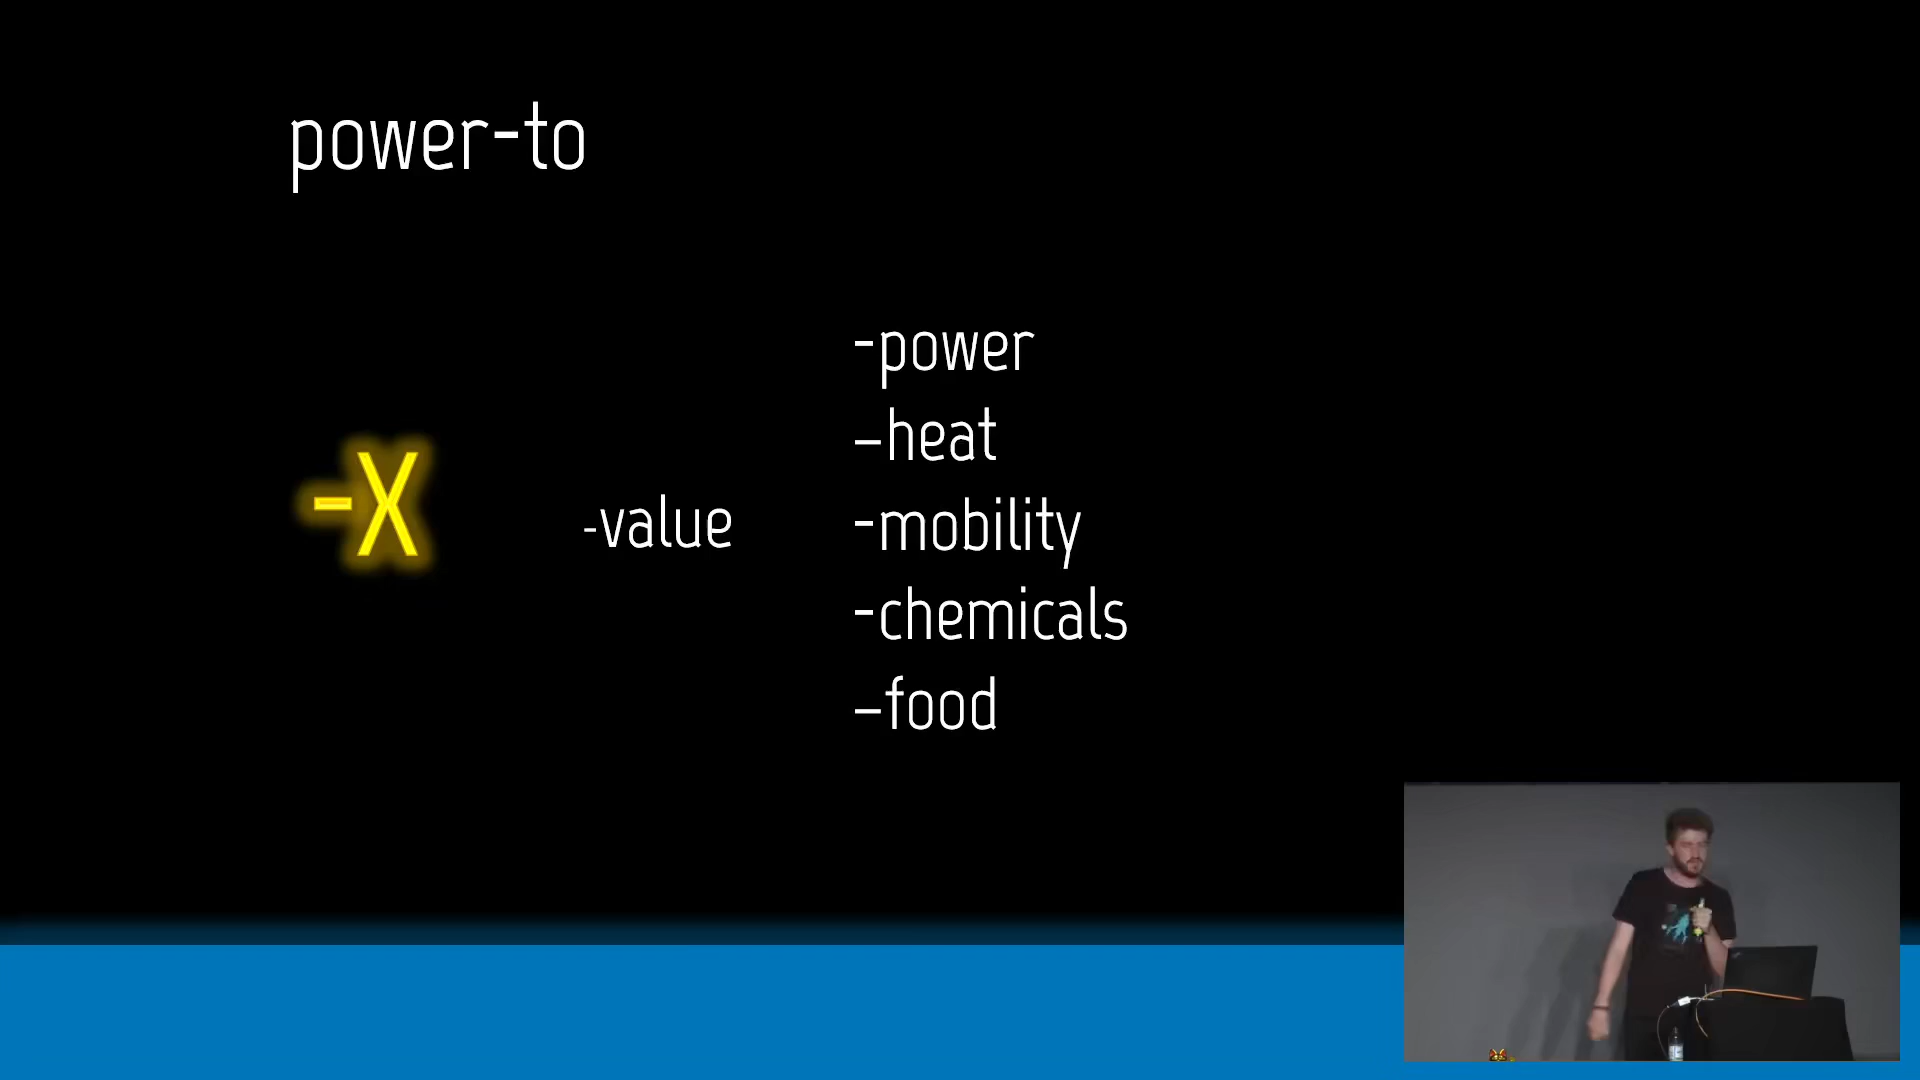 power-to
-X
-value
-power
–heat
-mobility
-chemicals
–food